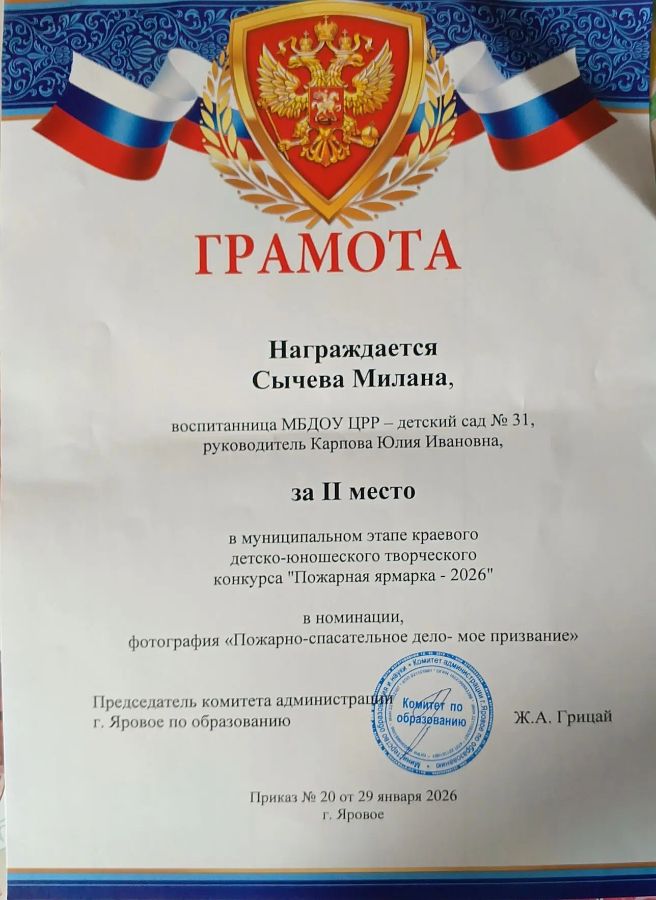 ГРАМОТА
Награждается
Сычева Милана,
воспитанница МБДОУ ЦРР – детский сад № 31,
руководитель Карпова Юлия Ивановна,
за II место
в муниципальном этапе краевого
детско-юношеского творческого
конкурса "Пожарная ярмарка - 2026"
в номинации,
фотография «Пожарно-спасательное дело- мое призвание»
Председатель комитета администрации
г. Яровое по образованию
Комитет по
образованию
Ж.А. Грицай
Приказ № 20 от 29 января 2026
г. Яровое